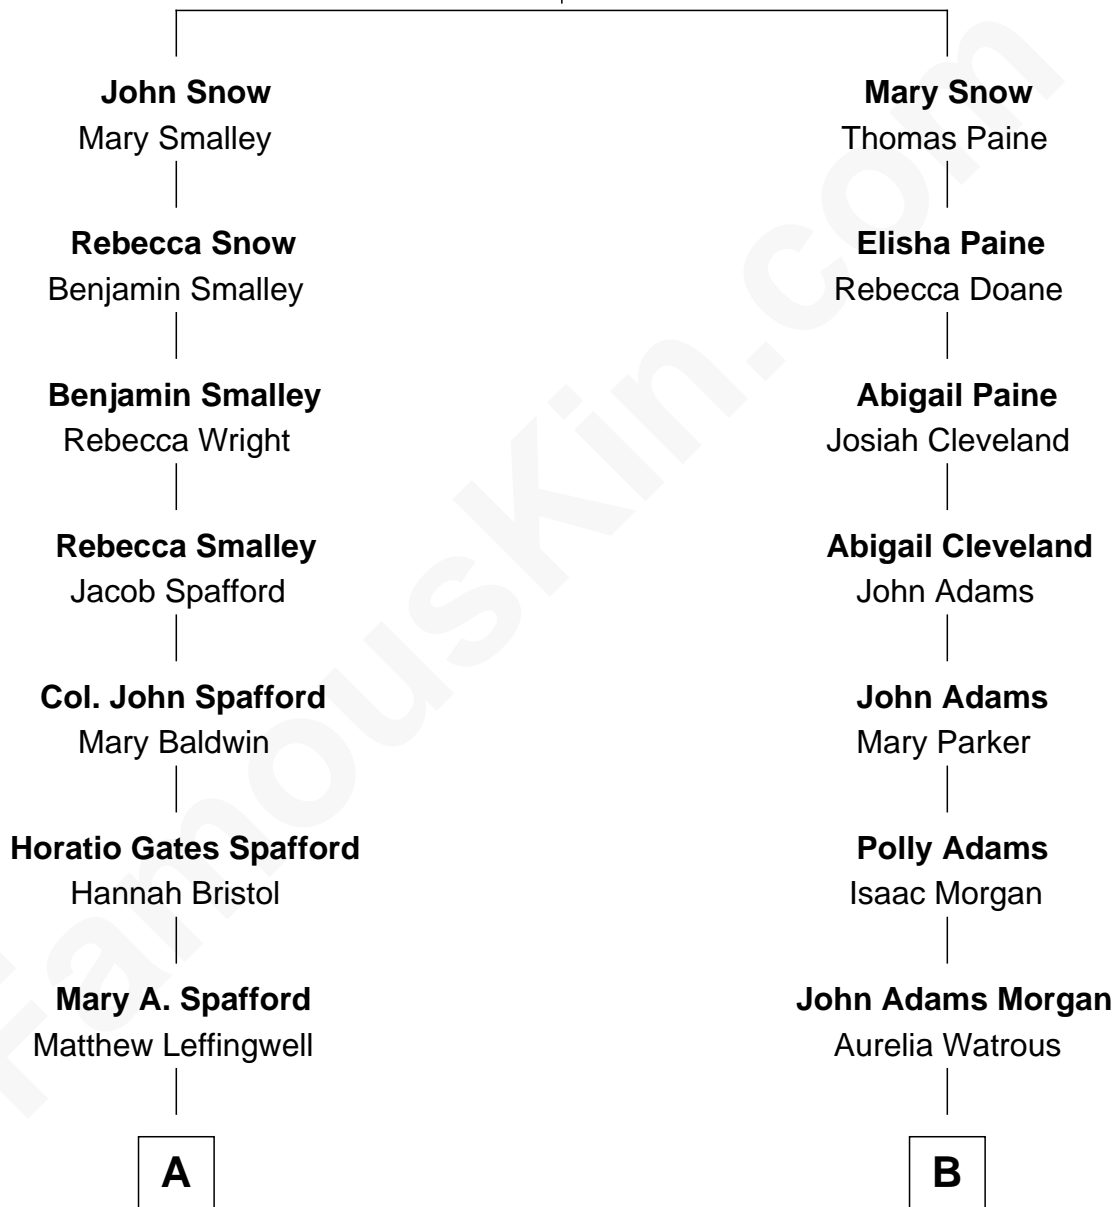 John Snow
Mary Smalley
Mary Snow
Thomas Paine
Rebecca Snow
Benjamin Smalley
Elisha Paine
Rebecca Doane
Benjamin Smalley
Rebecca Wright
Abigail Paine
Josiah Cleveland
Rebecca Smalley
Jacob Spafford
Abigail Cleveland
John Adams
Col. John Spafford
Mary Baldwin
John Adams
Mary Parker
Horatio Gates Spafford
Hannah Bristol
Polly Adams
Isaac Morgan
Mary A. Spafford
Matthew Leffingwell
John Adams Morgan
Aurelia Watrous
A
B
FamousKin.com